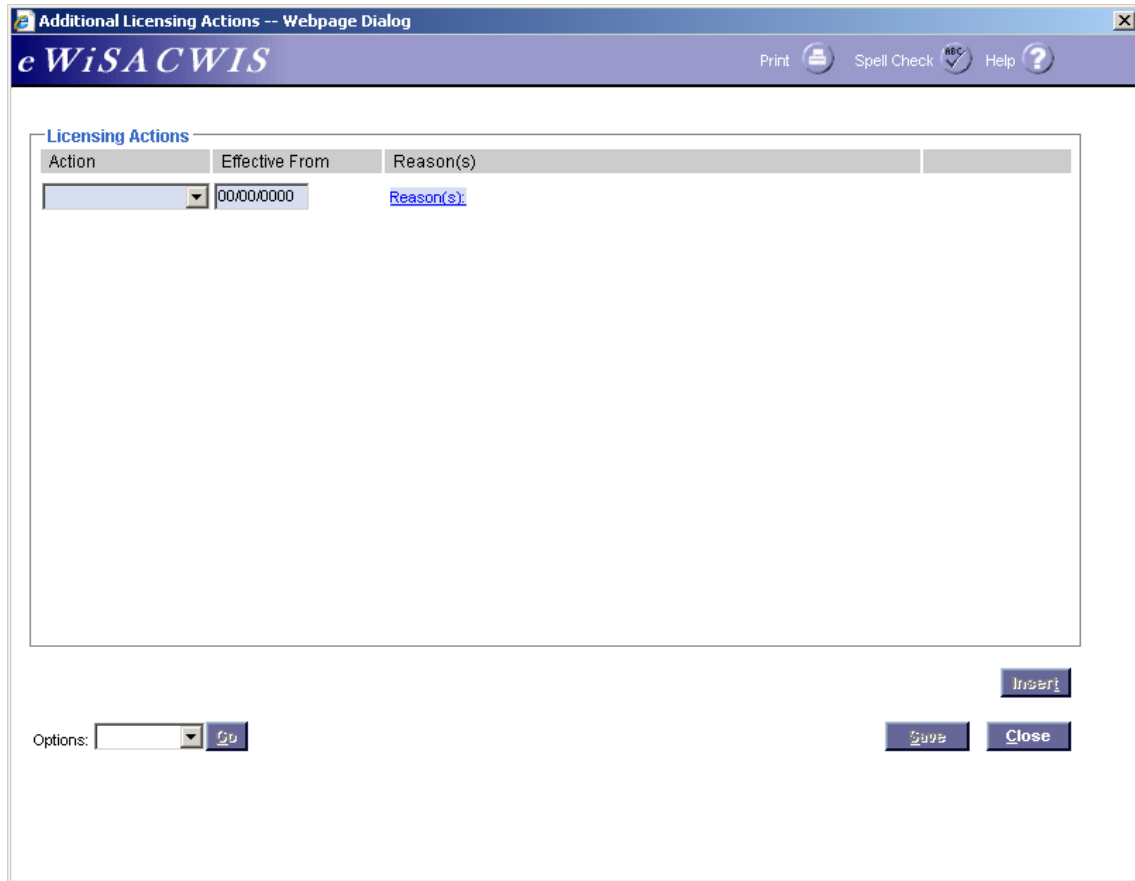 Additional Licensing Actions -- Webpage Dialog
e WiSACWIS Print Spell Check ABC Help ?
Licensing Actions
Action Effective From Reason(s)
00/00/0000 Reason(s):
Insert
Options: Go Save Close